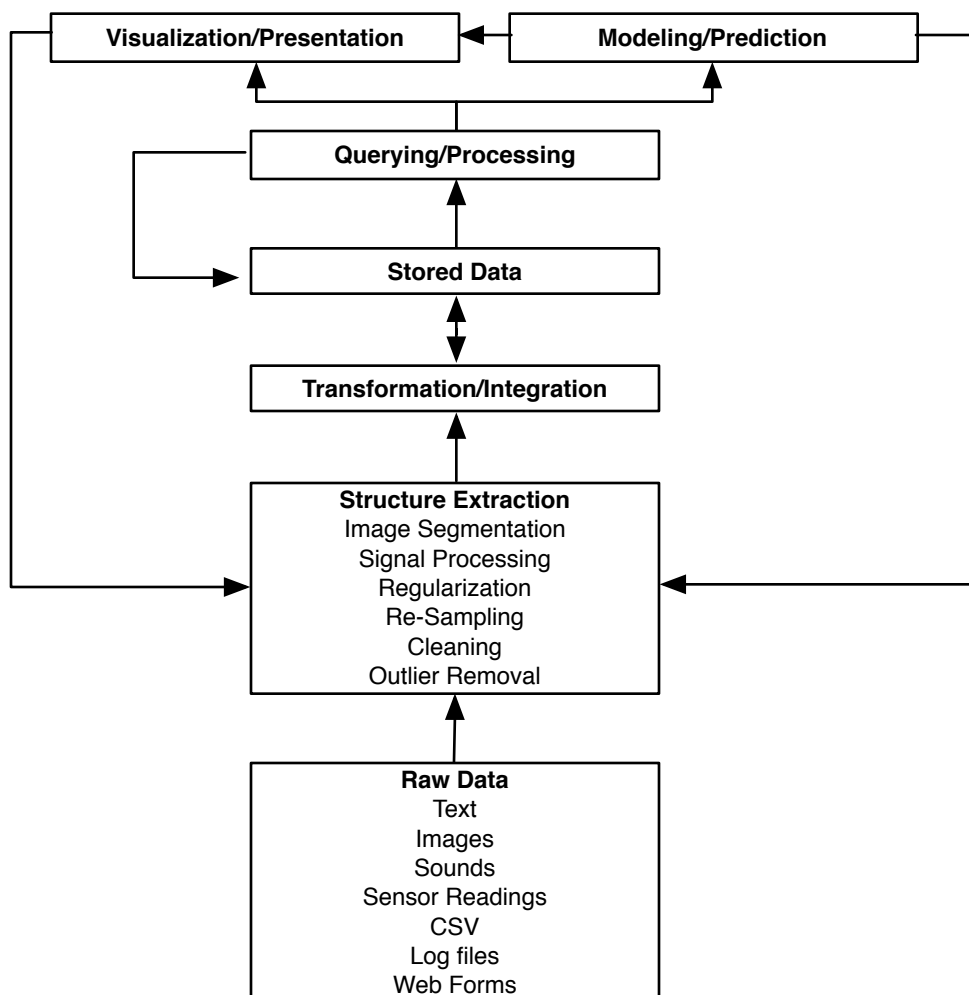 Visualization/Presentation
Modeling/Prediction
Querying/Processing
Stored Data
Transformation/Integration
Structure Extraction
Image Segmentation
Signal Processing
Regularization
Re-Sampling
Cleaning
Outlier Removal
Raw Data
Text
Images
Sounds
Sensor Readings
CSV
Log files
Web Forms